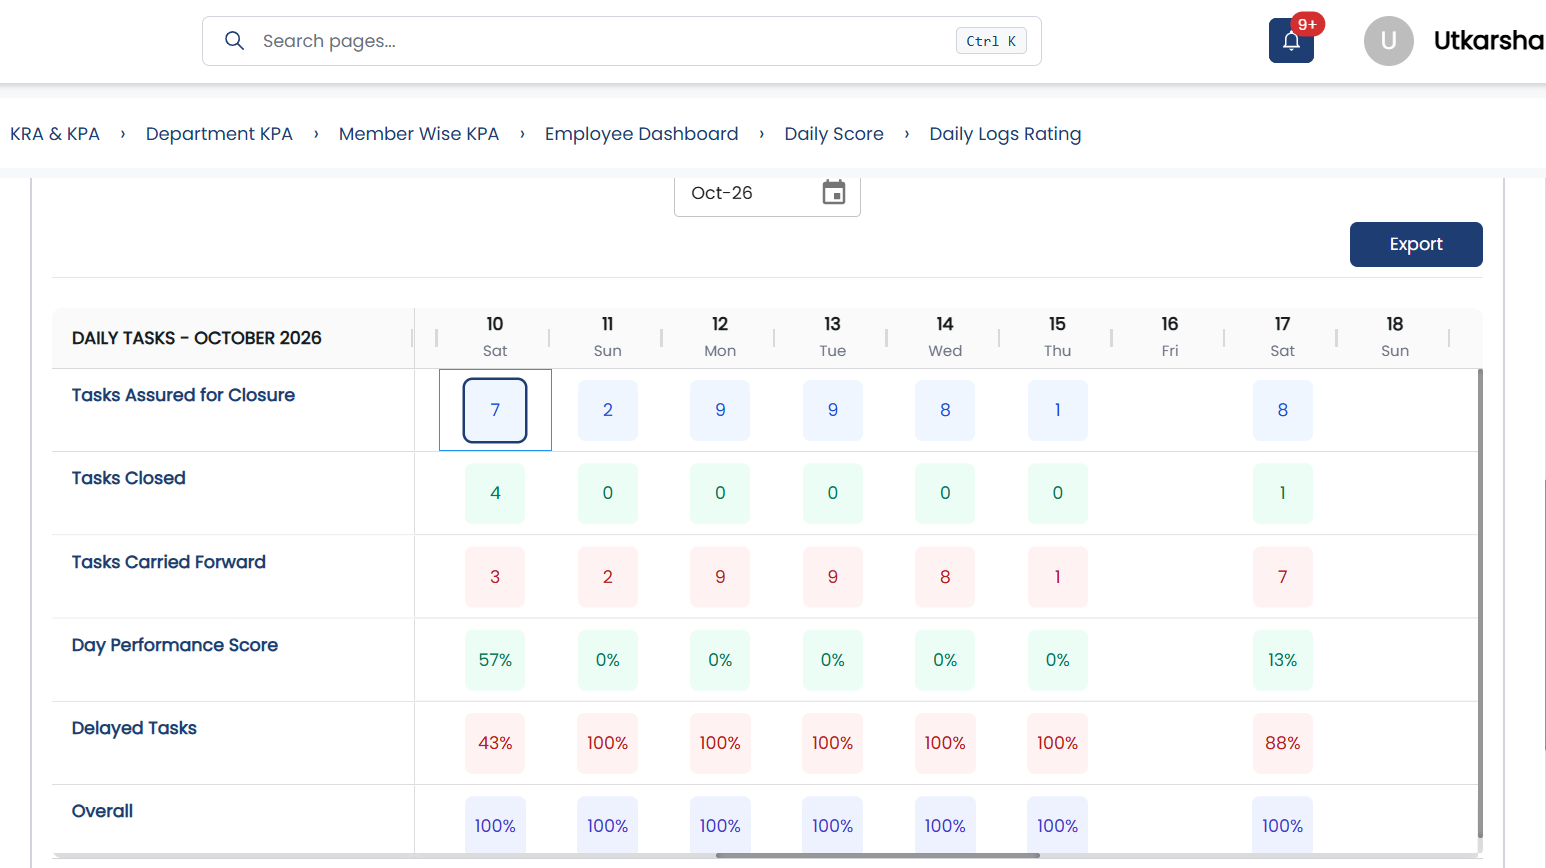 Search pages...
Ctrl K
9+
U
Utkarsha
KRA & KPA › Department KPA › Member Wise KPA › Employee Dashboard › Daily Score › Daily Logs Rating
Oct-26
Export
DAILY TASKS - OCTOBER 2026
10 11 12 13 14 15 16 17 18
Sat Sun Mon Tue Wed Thu Fri Sat Sun
Tasks Assured for Closure 7 2 9 9 8 1 8
Tasks Closed 4 0 0 0 0 0 1
Tasks Carried Forward 3 2 9 9 8 1 7
Day Performance Score 57% 0% 0% 0% 0% 0% 13%
Delayed Tasks 43% 100% 100% 100% 100% 100% 88%
Overall 100% 100% 100% 100% 100% 100% 100%